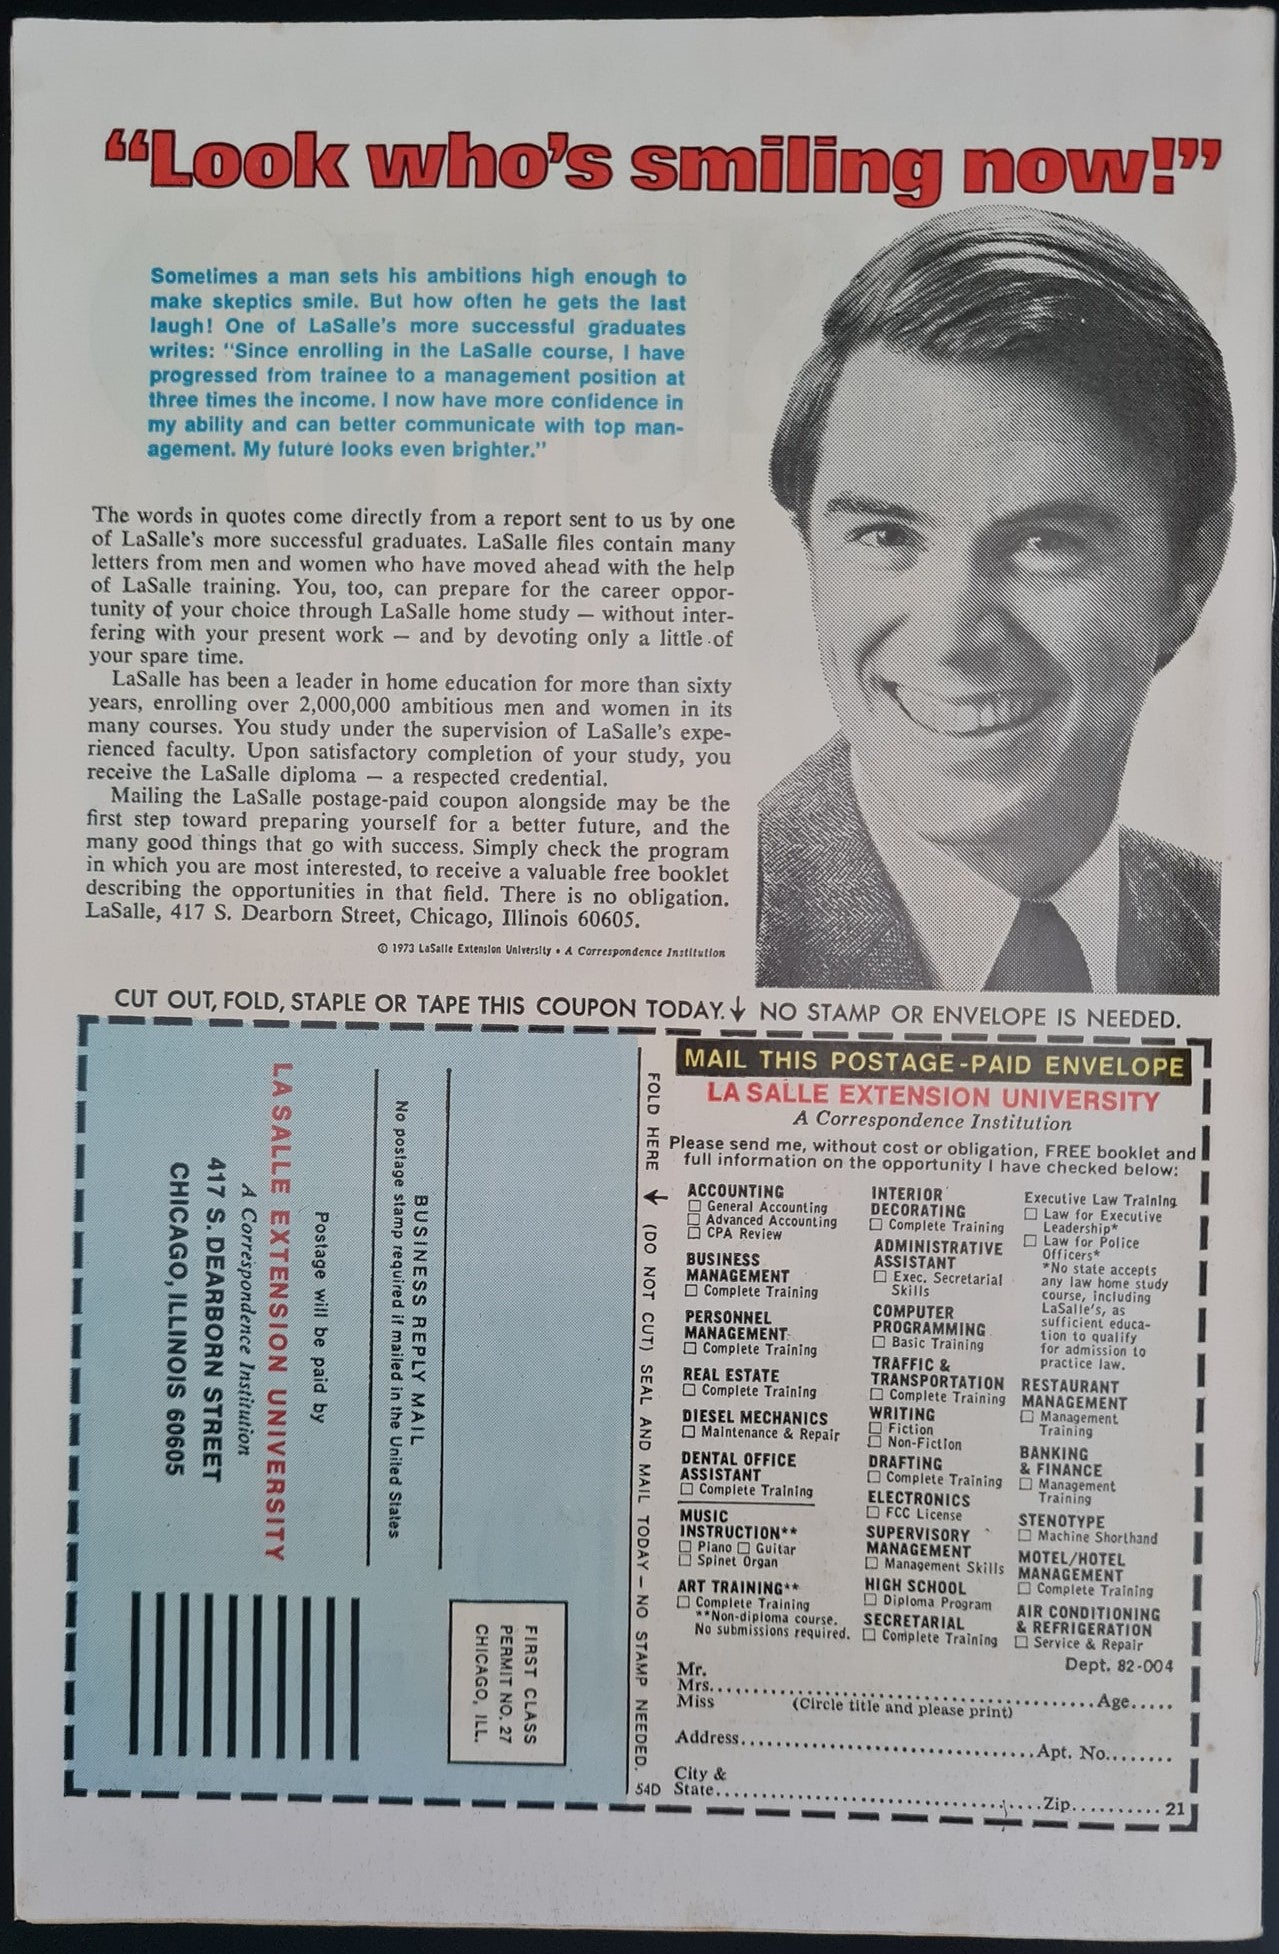 “Look who’s smiling now!”
Sometimes a man sets his ambitions high enough to
make skeptics smile. But how often he gets the last
laugh! One of LaSalle’s more successful graduates
writes: “Since enrolling in the LaSalle course, I have
progressed from trainee to a management position at
three times the income. I now have more confidence in
my ability and can better communicate with top man-
agement. My future looks even brighter.”
The words in quotes come directly from a report sent to us by one
of LaSalle’s more successful graduates. LaSalle files contain many
letters from men and women who have moved ahead with the help
of LaSalle training. You, too, can prepare for the career oppor-
tunity of your choice through LaSalle home study — without inter-
fering with your present work — and by devoting only a little of
your spare time.
LaSalle has been a leader in home education for more than sixty
years, enrolling over 2,000,000 ambitious men and women in its
many courses. You study under the supervision of LaSalle’s expe-
rienced faculty. Upon satisfactory completion of your study, you
receive the LaSalle diploma — a respected credential.
Mailing the LaSalle postage-paid coupon alongside may be the
first step toward preparing yourself for a better future, and the
many good things that go with success. Simply check the program
in which you are most interested, to receive a valuable free booklet
describing the opportunities in that field. There is no obligation.
LaSalle, 417 S. Dearborn Street, Chicago, Illinois 60605.
© 1973 LaSalle Extension University • A Correspondence Institution
CUT OUT, FOLD, STAPLE OR TAPE THIS COUPON TODAY.↓ NO STAMP OR ENVELOPE IS NEEDED.
FIRST CLASS
PERMIT NO. 27
CHICAGO, ILL.
BUSINESS REPLY MAIL
No postage stamp required if mailed in the United States
Postage will be paid by
LA SALLE EXTENSION UNIVERSITY
A Correspondence Institution
417 S. DEARBORN STREET
CHICAGO, ILLINOIS 60605
FOLD HERE → (DO NOT CUT) SEAL AND MAIL TODAY — NO STAMP NEEDED.
54D
MAIL THIS POSTAGE-PAID ENVELOPE
LA SALLE EXTENSION UNIVERSITY
A Correspondence Institution
Please send me, without cost or obligation, FREE booklet and
full information on the opportunity I have checked below:
ACCOUNTING
☐ General Accounting
☐ Advanced Accounting
☐ CPA Review
BUSINESS
MANAGEMENT
☐ Complete Training
PERSONNEL
MANAGEMENT
☐ Complete Training
REAL ESTATE
☐ Complete Training
DIESEL MECHANICS
☐ Maintenance & Repair
DENTAL OFFICE
ASSISTANT
☐ Complete Training
MUSIC
INSTRUCTION**
☐ Piano ☐ Guitar
☐ Spinet Organ
ART TRAINING**
☐ Complete Training
**Non-diploma course.
No submissions required.
INTERIOR
DECORATING
☐ Complete Training
ADMINISTRATIVE
ASSISTANT
☐ Exec. Secretarial
Skills
COMPUTER
PROGRAMMING
☐ Basic Training
TRAFFIC &
TRANSPORTATION
☐ Complete Training
WRITING
☐ Fiction
☐ Non-Fiction
DRAFTING
☐ Complete Training
ELECTRONICS
☐ FCC License
SUPERVISORY
MANAGEMENT
☐ Management Skills
HIGH SCHOOL
☐ Diploma Program
SECRETARIAL
☐ Complete Training
Executive Law Training
☐ Law for Executive
Leadership*
☐ Law for Police
Officers*
*No state accepts
any law home study
course, including
LaSalle’s, as
sufficient educa-
tion to qualify
for admission to
practice law.
RESTAURANT
MANAGEMENT
☐ Management
Training
BANKING
& FINANCE
☐ Management
Training
STENOTYPE
☐ Machine Shorthand
MOTEL/HOTEL
MANAGEMENT
☐ Complete Training
AIR CONDITIONING
& REFRIGERATION
☐ Service & Repair
Dept. 82-004
Mr.
Mrs. Age
Miss (Circle title and please print)
Address Apt. No.
City &
State Zip 21